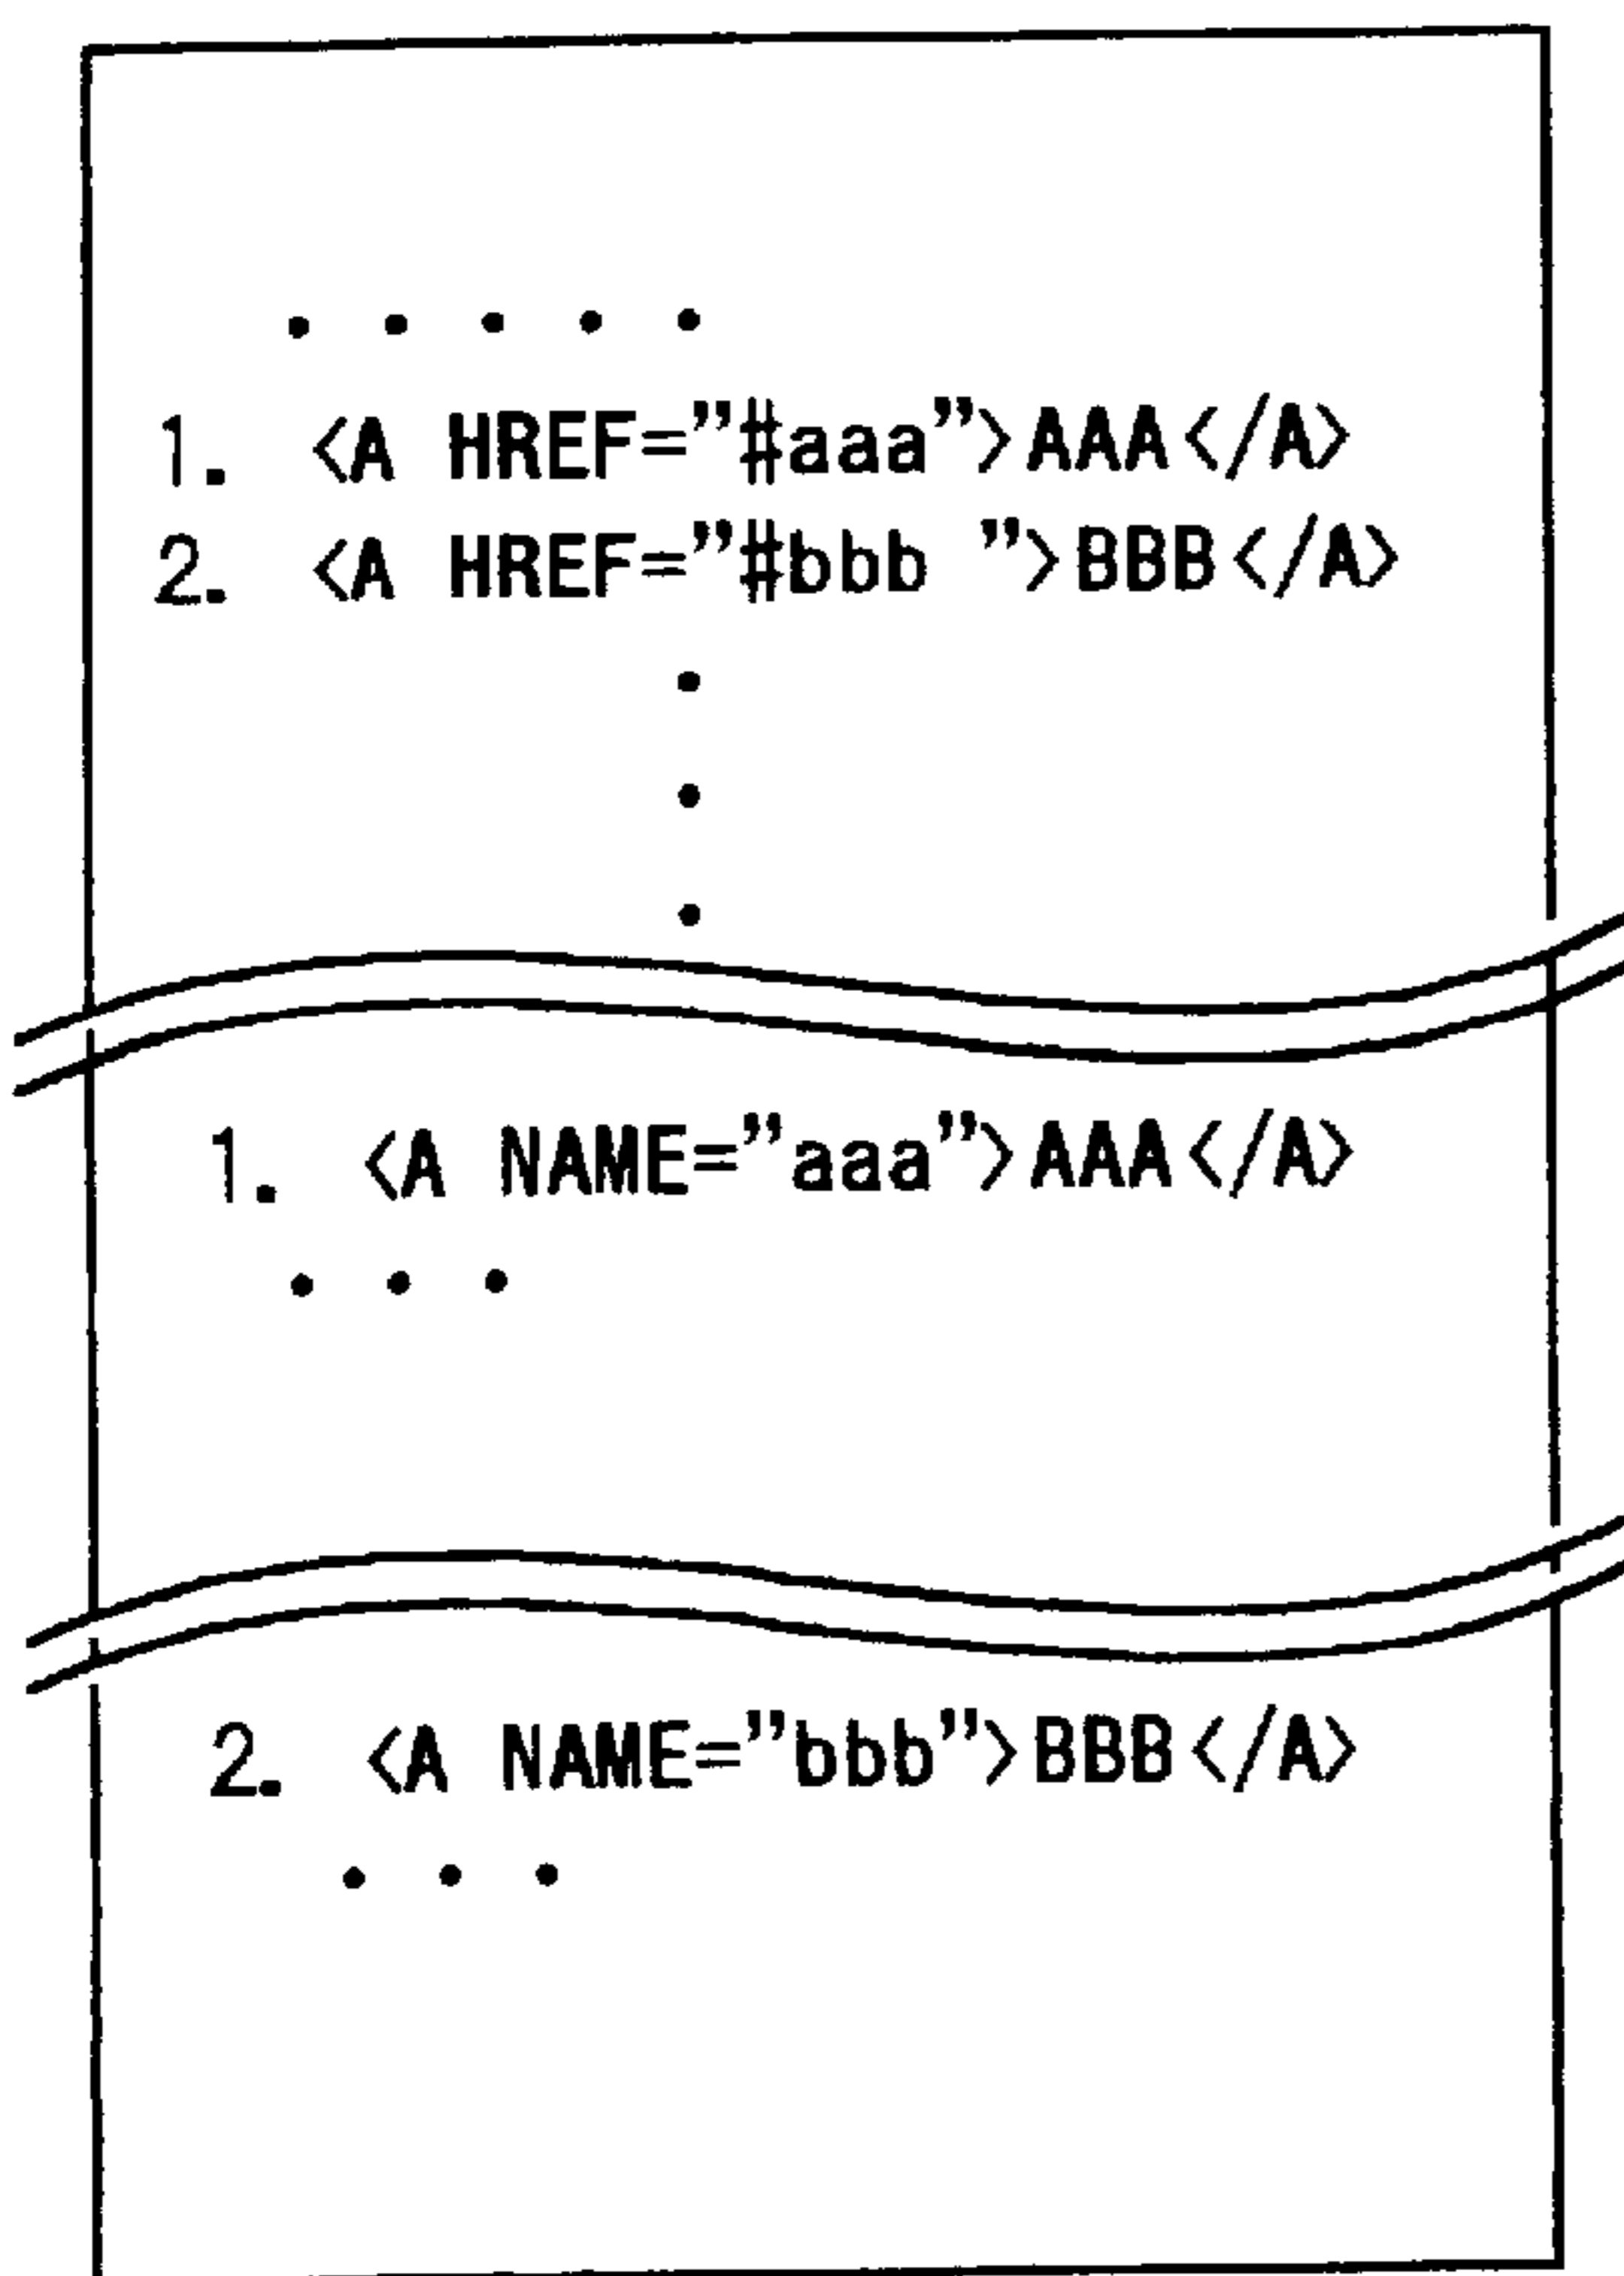 • • • • •
1. <A HREF="#aaa">AAA</A>
2. <A HREF="#bbb ">BBB</A>
•
•
•
1. <A NAME="aaa">AAA</A>
• • •
2. <A NAME="bbb">BBB</A>
• • •